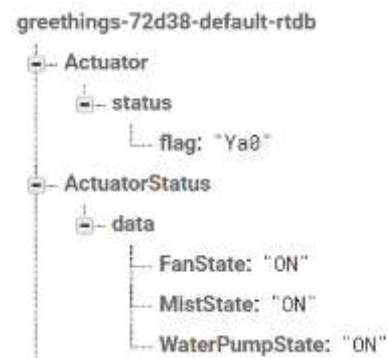 greethings-72d38-default-rtdb
Actuator
status
flag: "Ya0"
ActuatorStatus
data
FanState: "ON"
MistState: "ON"
WaterPumpState: "ON"